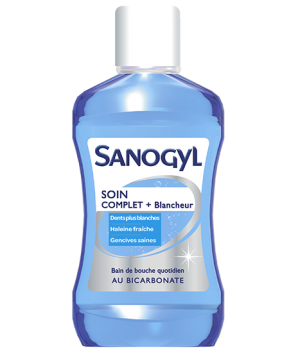 SANOGYL
SOIN
COMPLET + Blancheur
Dents plus blanches
Haleine fraîche
Gencives saines
Bain de bouche quotidien
AU BICARBONATE